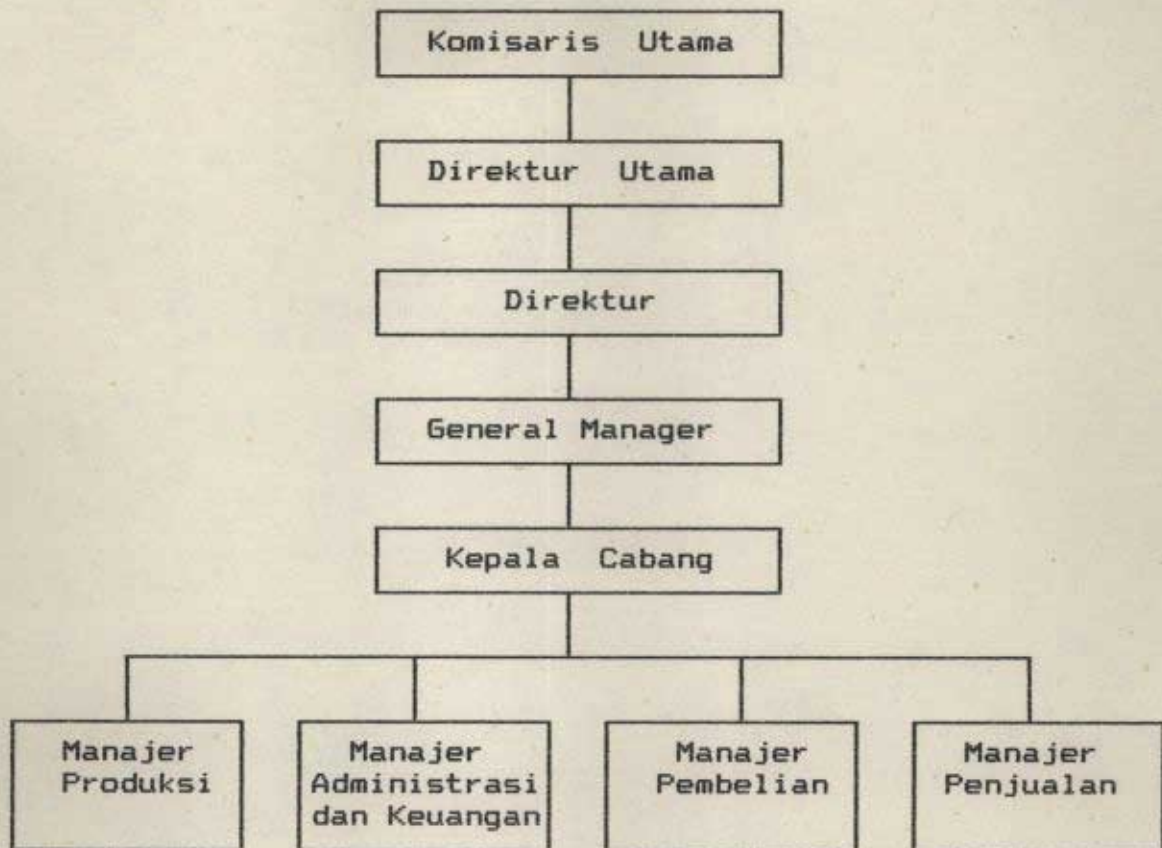 Komisaris Utama
Direktur Utama
Direktur
General Manager
Kepala Cabang
Manajer
Produksi
Manajer
Administrasi
dan Keuangan
Manajer
Pembelian
Manajer
Penjualan